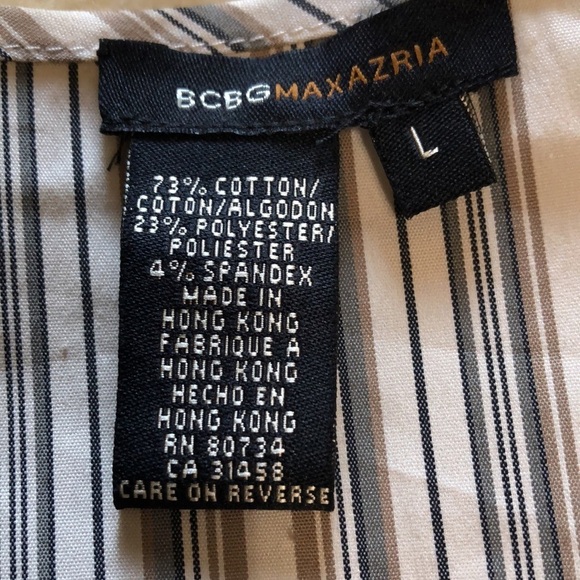 BCBGMAXAZRIA
L
73% COTTON/
COTON/ALGODON
23% POLYESTER/
POLIESTER
4% SPANDEX
MADE IN
HONG KONG
FABRIQUE A
HONG KONG
HECHO EN
HONG KONG
RN 80734
CA 31458
CARE ON REVERSE